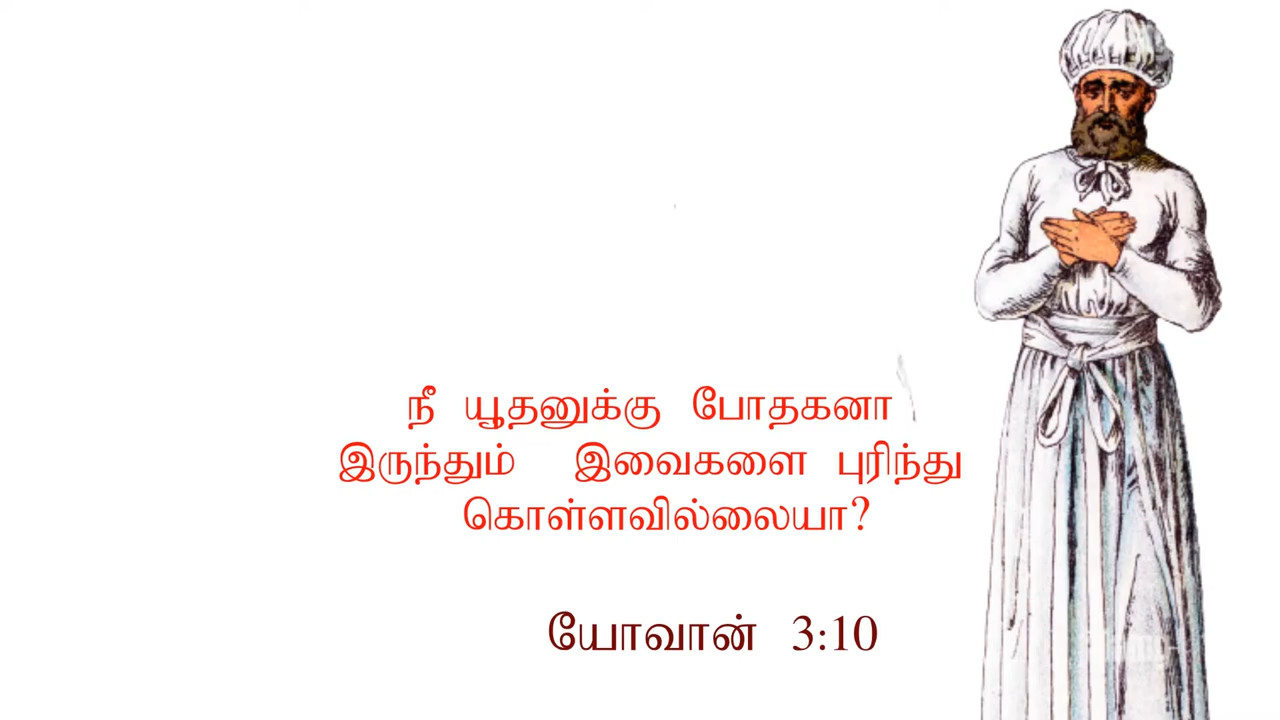 நீ யூதனுக்கு போதகனா
இருந்தும் இவைகளை புரிந்து
கொள்ளவில்லையா?
யோவான் 3:10